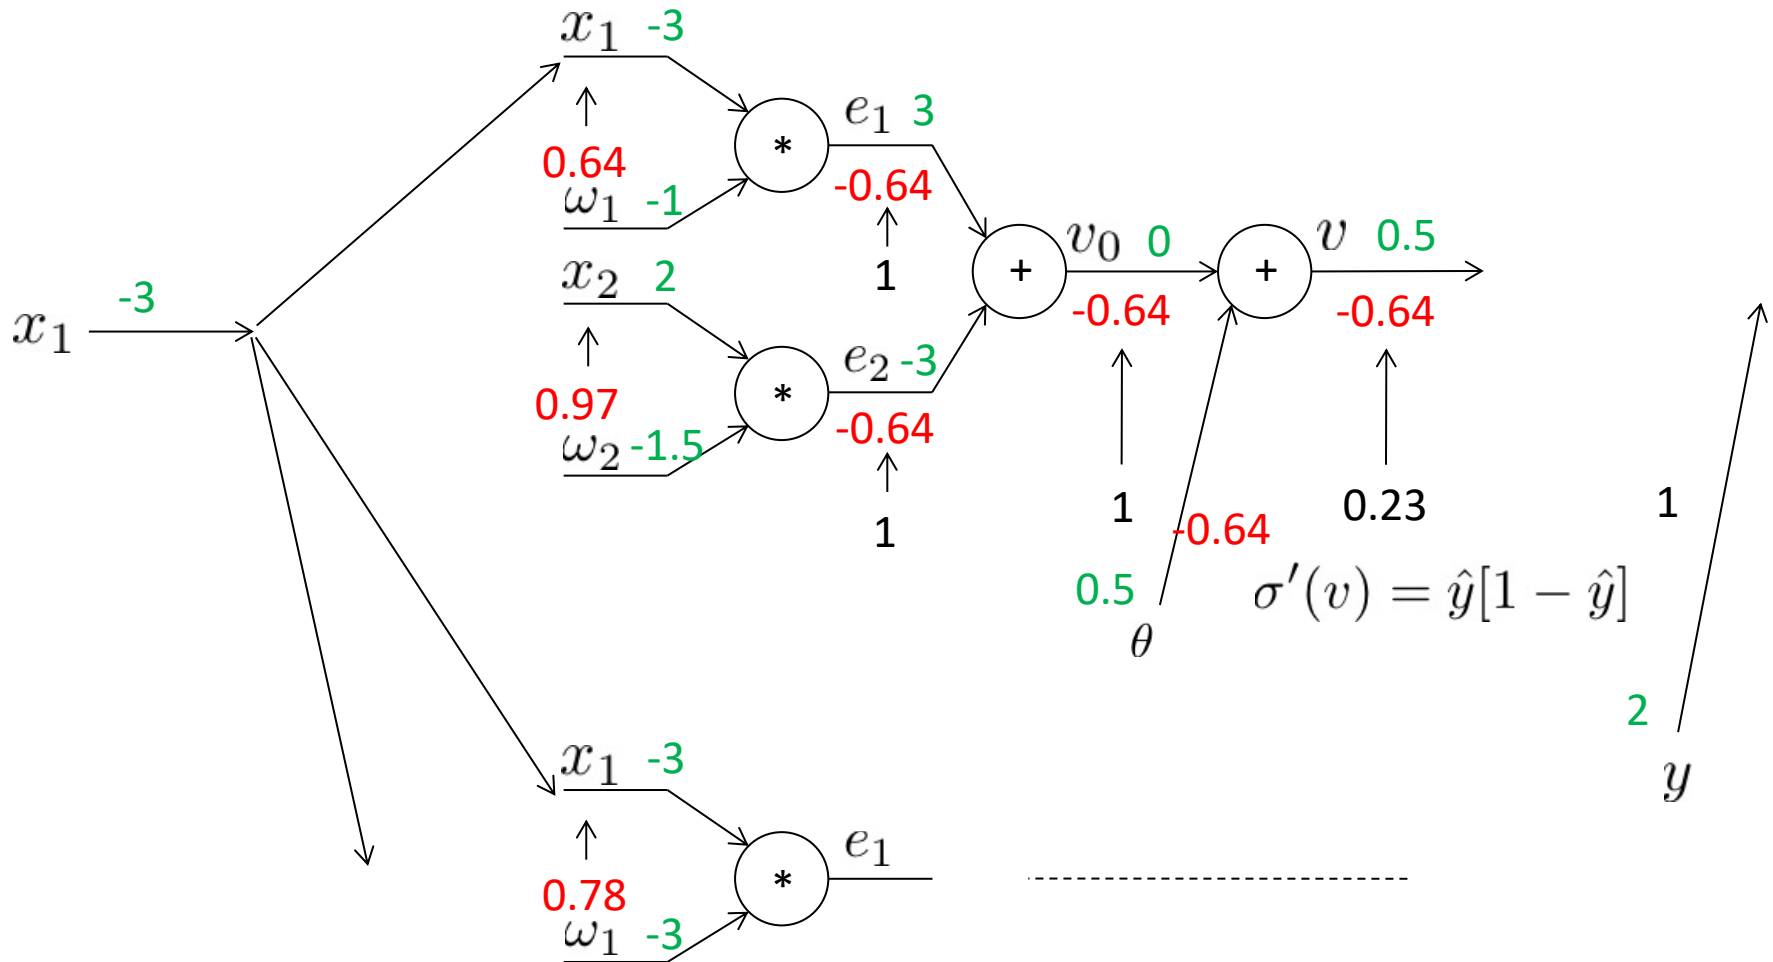 x₁ -3
x₁ -3
0.64
ω₁ -1
*
e₁ 3
-0.64
1
x₂ 2
0.97
ω₂ -1.5
*
e₂ -3
-0.64
1
+
v₀ 0
-0.64
1
+
v 0.5
-0.64
0.23
σ′(v) = ŷ[1 − ŷ]
-0.64
0.5
θ
1
2
y
x₁ -3
0.78
ω₁ -3
*
e₁